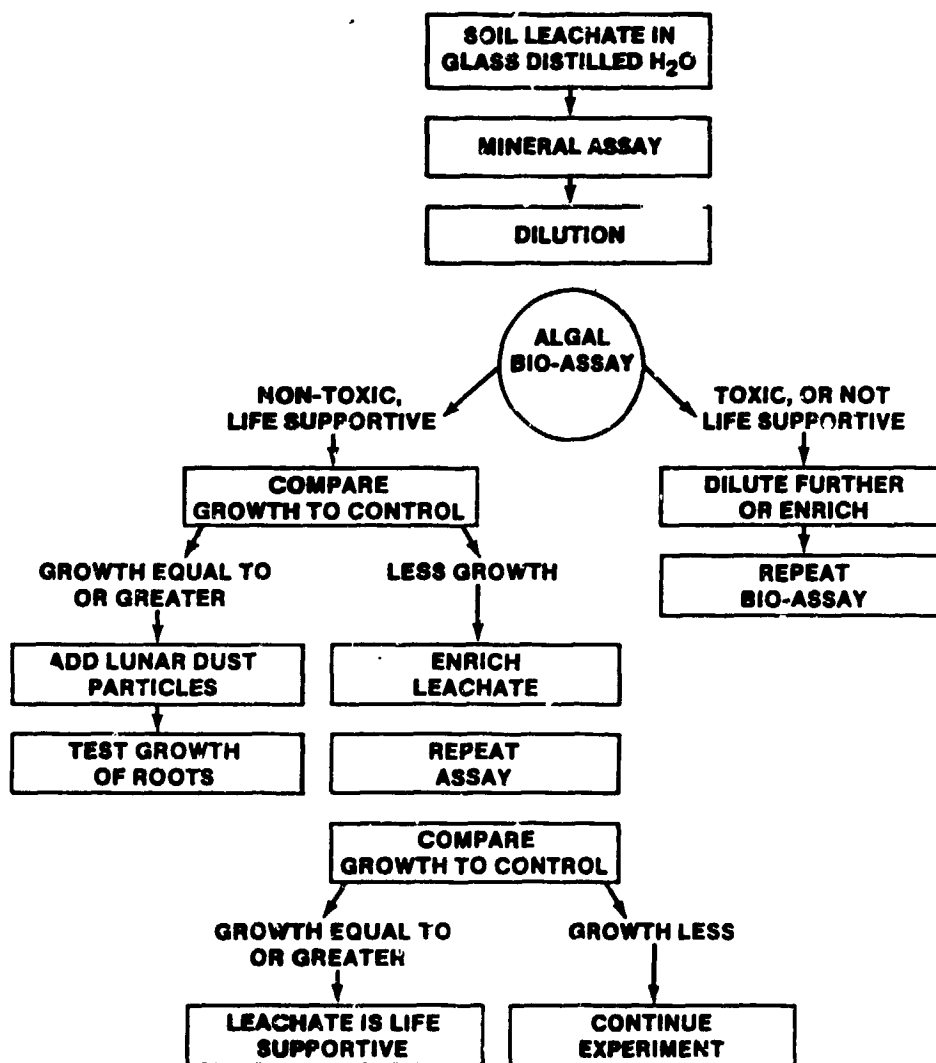 SOIL LEACHATE IN
GLASS DISTILLED H₂O
MINERAL ASSAY
DILUTION
ALGAL
BIO-ASSAY
NON-TOXIC,
LIFE SUPPORTIVE
TOXIC, OR NOT
LIFE SUPPORTIVE
COMPARE
GROWTH TO CONTROL
DILUTE FURTHER
OR ENRICH
GROWTH EQUAL TO
OR GREATER
LESS GROWTH
REPEAT
BIO-ASSAY
ADD LUNAR DUST
PARTICLES
ENRICH
LEACHATE
TEST GROWTH
OF ROOTS
REPEAT
ASSAY
COMPARE
GROWTH TO CONTROL
GROWTH EQUAL TO
OR GREATER
GROWTH LESS
LEACHATE IS LIFE
SUPPORTIVE
CONTINUE
EXPERIMENT